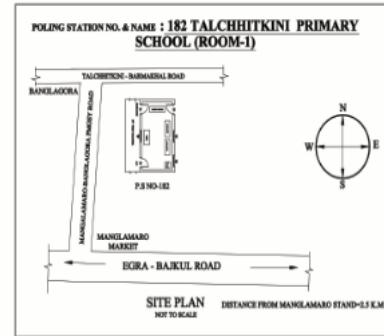 POLING STATION NO. & NAME : 182 TALCHHITKINI PRIMARY
SCHOOL (ROOM-1)
TALCHHITKINI - BARMAKHAL ROAD
BANGLAGORA
MANGALAMARO-BANGLAGORA PMGSY ROAD
P.S NO-182
N
W
E
S
MANGLAMARO
MARKET
EGRA - BAJKUL ROAD
SITE PLAN
NOT TO SCALE
DISTANCE FROM MANGLAMARO STAND=2.5 K.M